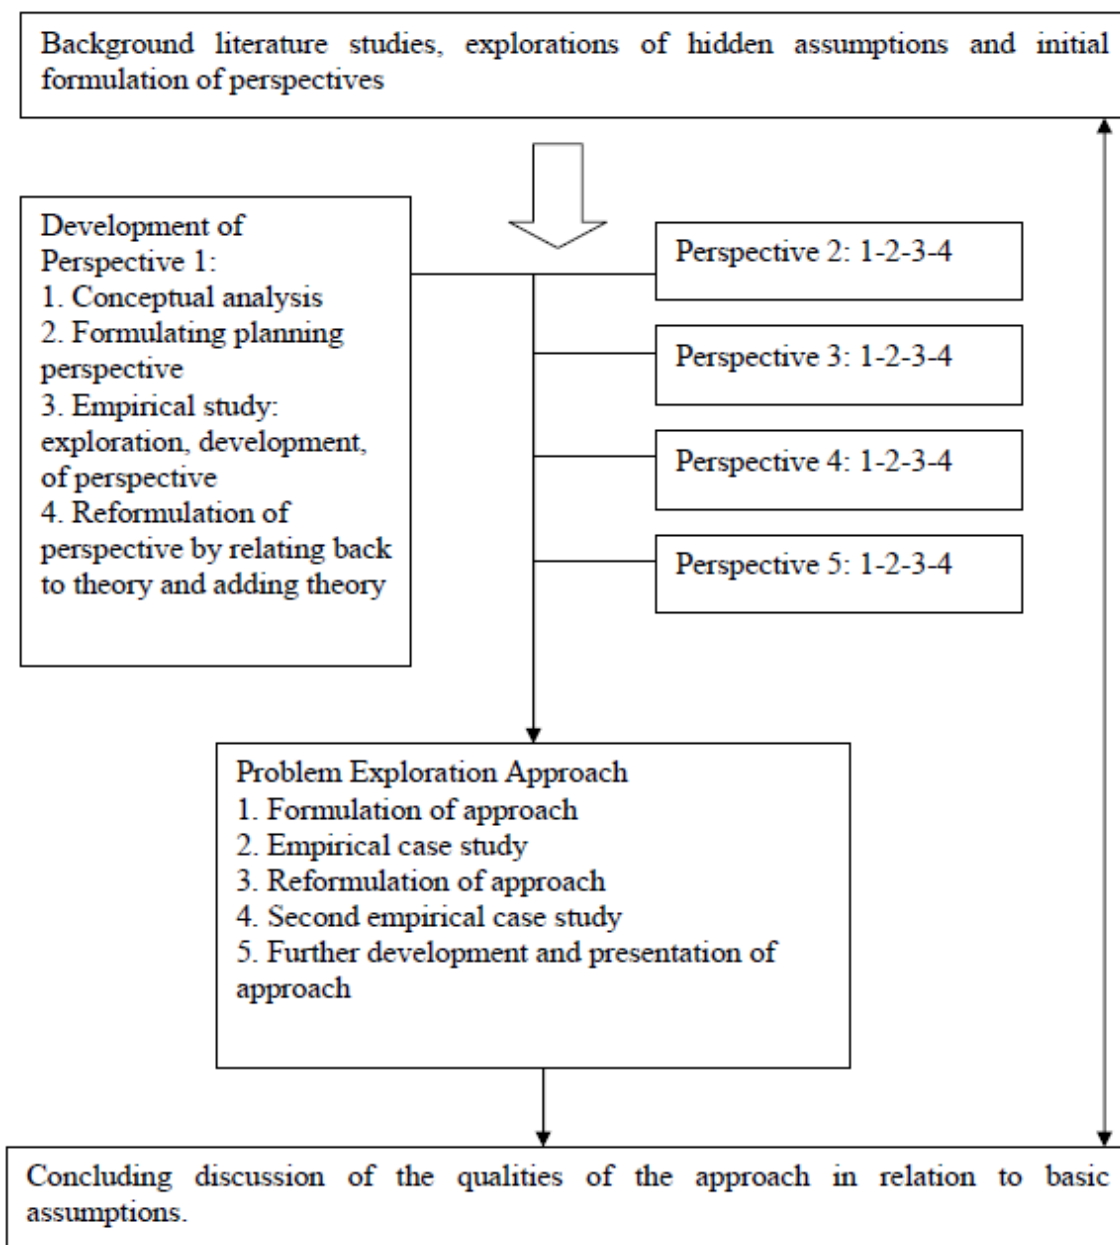 Background literature studies, explorations of hidden assumptions and initial
formulation of perspectives
Development of
Perspective 1:
1. Conceptual analysis
2. Formulating planning
perspective
3. Empirical study:
exploration, development,
of perspective
4. Reformulation of
perspective by relating back
to theory and adding theory
Perspective 2: 1-2-3-4
Perspective 3: 1-2-3-4
Perspective 4: 1-2-3-4
Perspective 5: 1-2-3-4
Problem Exploration Approach
1. Formulation of approach
2. Empirical case study
3. Reformulation of approach
4. Second empirical case study
5. Further development and presentation of
approach
Concluding discussion of the qualities of the approach in relation to basic
assumptions.